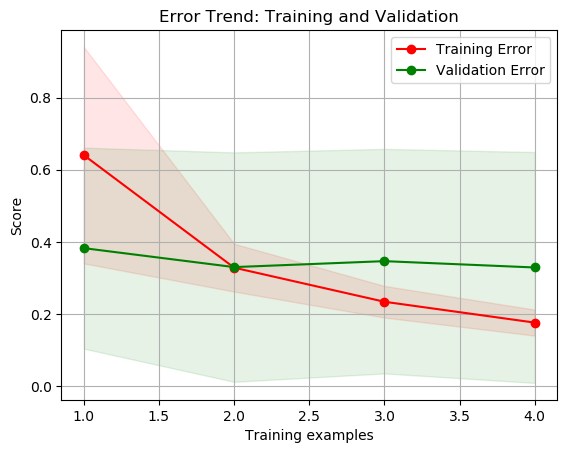 Error Trend: Training and Validation
Training Error
Validation Error
Score
0.8
0.6
0.4
0.2
0.0
1.0 1.5 2.0 2.5 3.0 3.5 4.0
Training examples